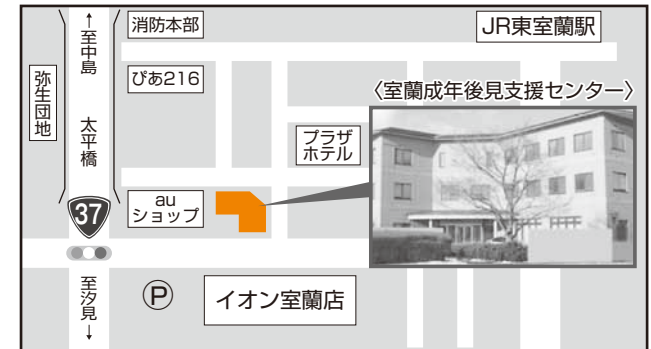 ↑至中島
消防本部
JR東室蘭駅
弥生団地
ぴあ216
〈室蘭成年後見支援センター〉
太平橋
プラザ
ホテル
au
ショップ
37
至汐見↓
P
イオン室蘭店